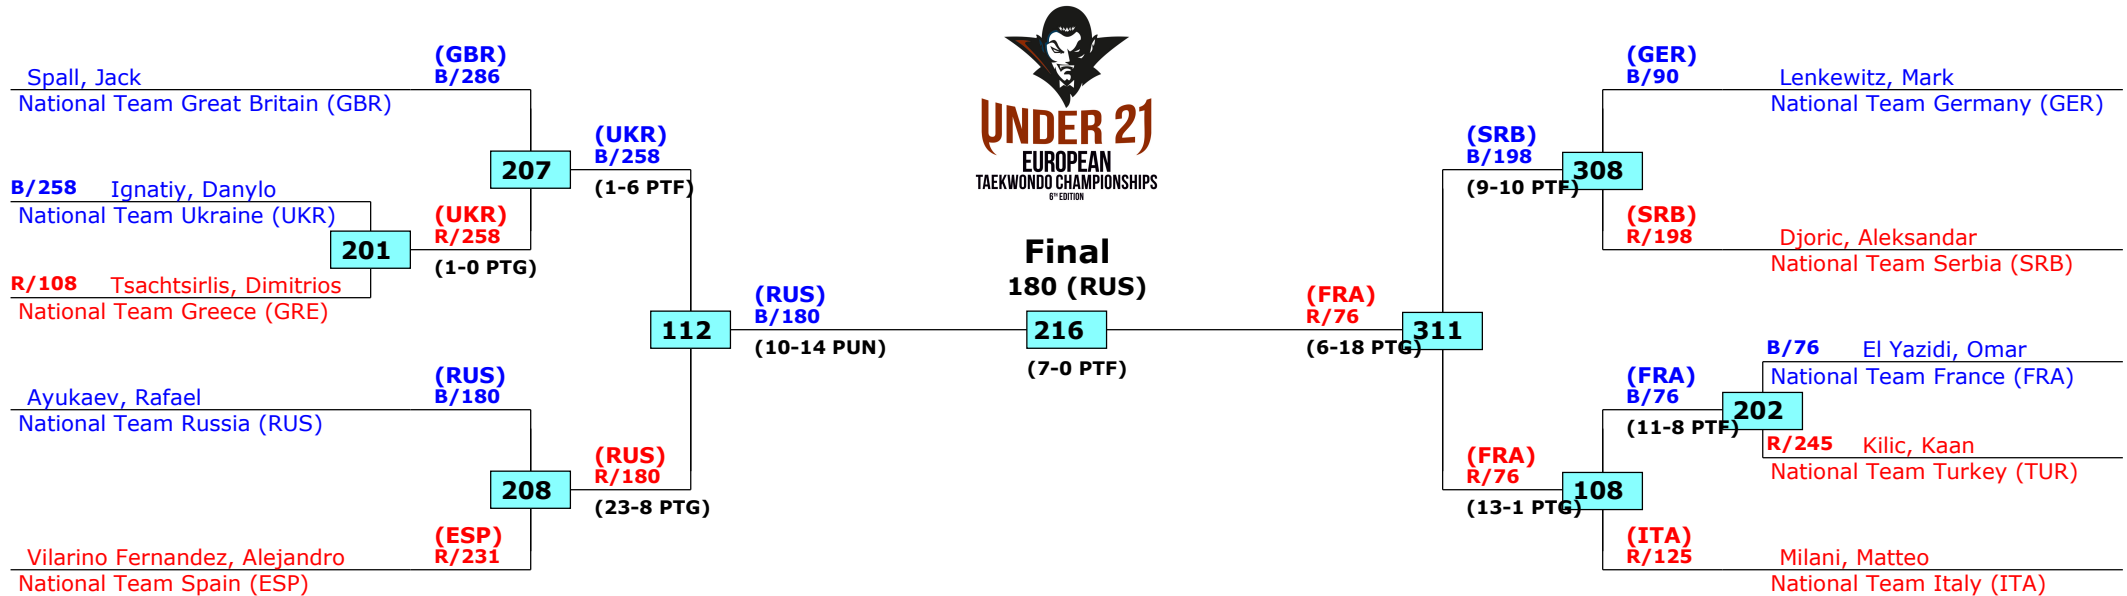 (GBR)
B/286
Spall, Jack
National Team Great Britain (GBR)
207
(UKR)
B/258
(1-6 PTF)
B/258 Ignatiy, Danylo
National Team Ukraine (UKR)
201
(UKR)
R/258
(1-0 PTG)
R/108 Tsachtsirlis, Dimitrios
National Team Greece (GRE)
112
(RUS)
B/180
(10-14 PUN)
(RUS)
B/180
Ayukaev, Rafael
National Team Russia (RUS)
208
(RUS)
R/180
(23-8 PTG)
(ESP)
R/231
Vilarino Fernandez, Alejandro
National Team Spain (ESP)
UNDER 21
EUROPEAN
TAEKWONDO CHAMPIONSHIPS
6TH EDITION
Final
180 (RUS)
216
(7-0 PTF)
(FRA)
R/76
(6-18 PTG)
311
(SRB)
B/198
(9-10 PTF)
308
(GER)
B/90
Lenkewitz, Mark
National Team Germany (GER)
(SRB)
R/198
Djoric, Aleksandar
National Team Serbia (SRB)
B/76 El Yazidi, Omar
National Team France (FRA)
(FRA)
B/76
(11-8 PTF)
202
R/245 Kilic, Kaan
National Team Turkey (TUR)
(FRA)
R/76
(13-1 PTG)
108
(ITA)
R/125
Milani, Matteo
National Team Italy (ITA)